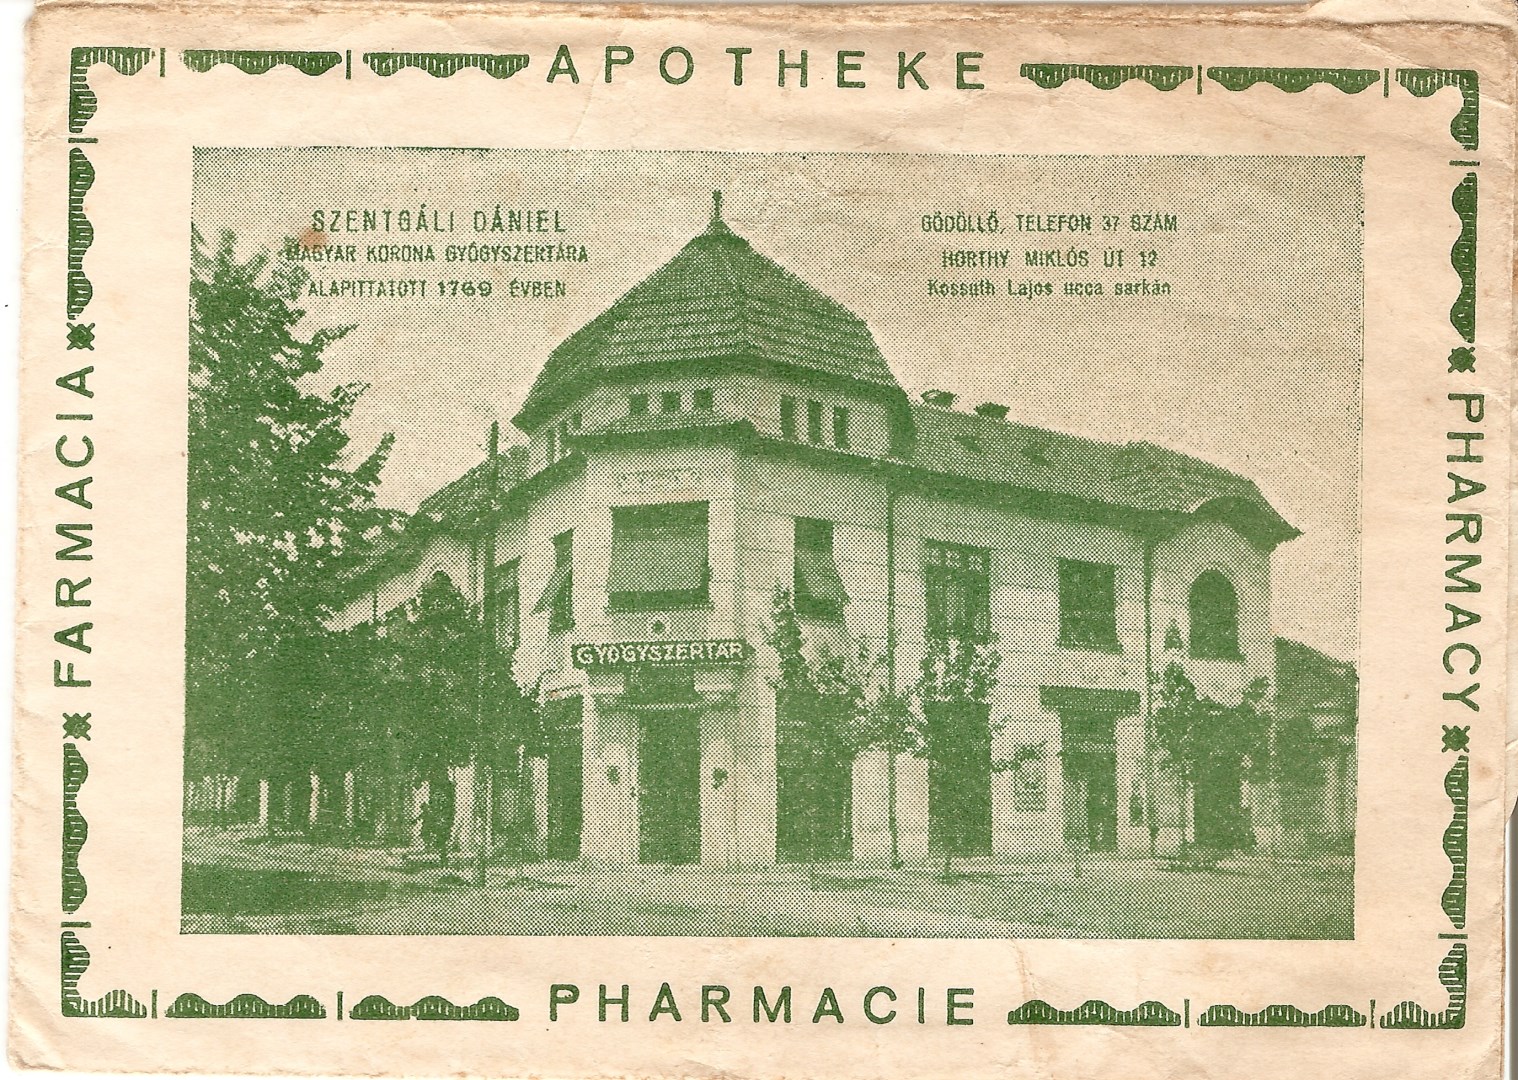 APOTHEKE
SZENTGÁLI DÁNIEL
MAGYAR KORONA GYÓGYSZERTÁRA
ALAPITTATOTT 1769 ÉVBEN
GÖDÖLLŐ, TELEFON 37 SZÁM
HORTHY MIKLÓS ÚT 12
Kossuth Lajos ucca sarkán
FARMACIA
PHARMACY
GYÓGYSZERTÁR
PHARMACIE